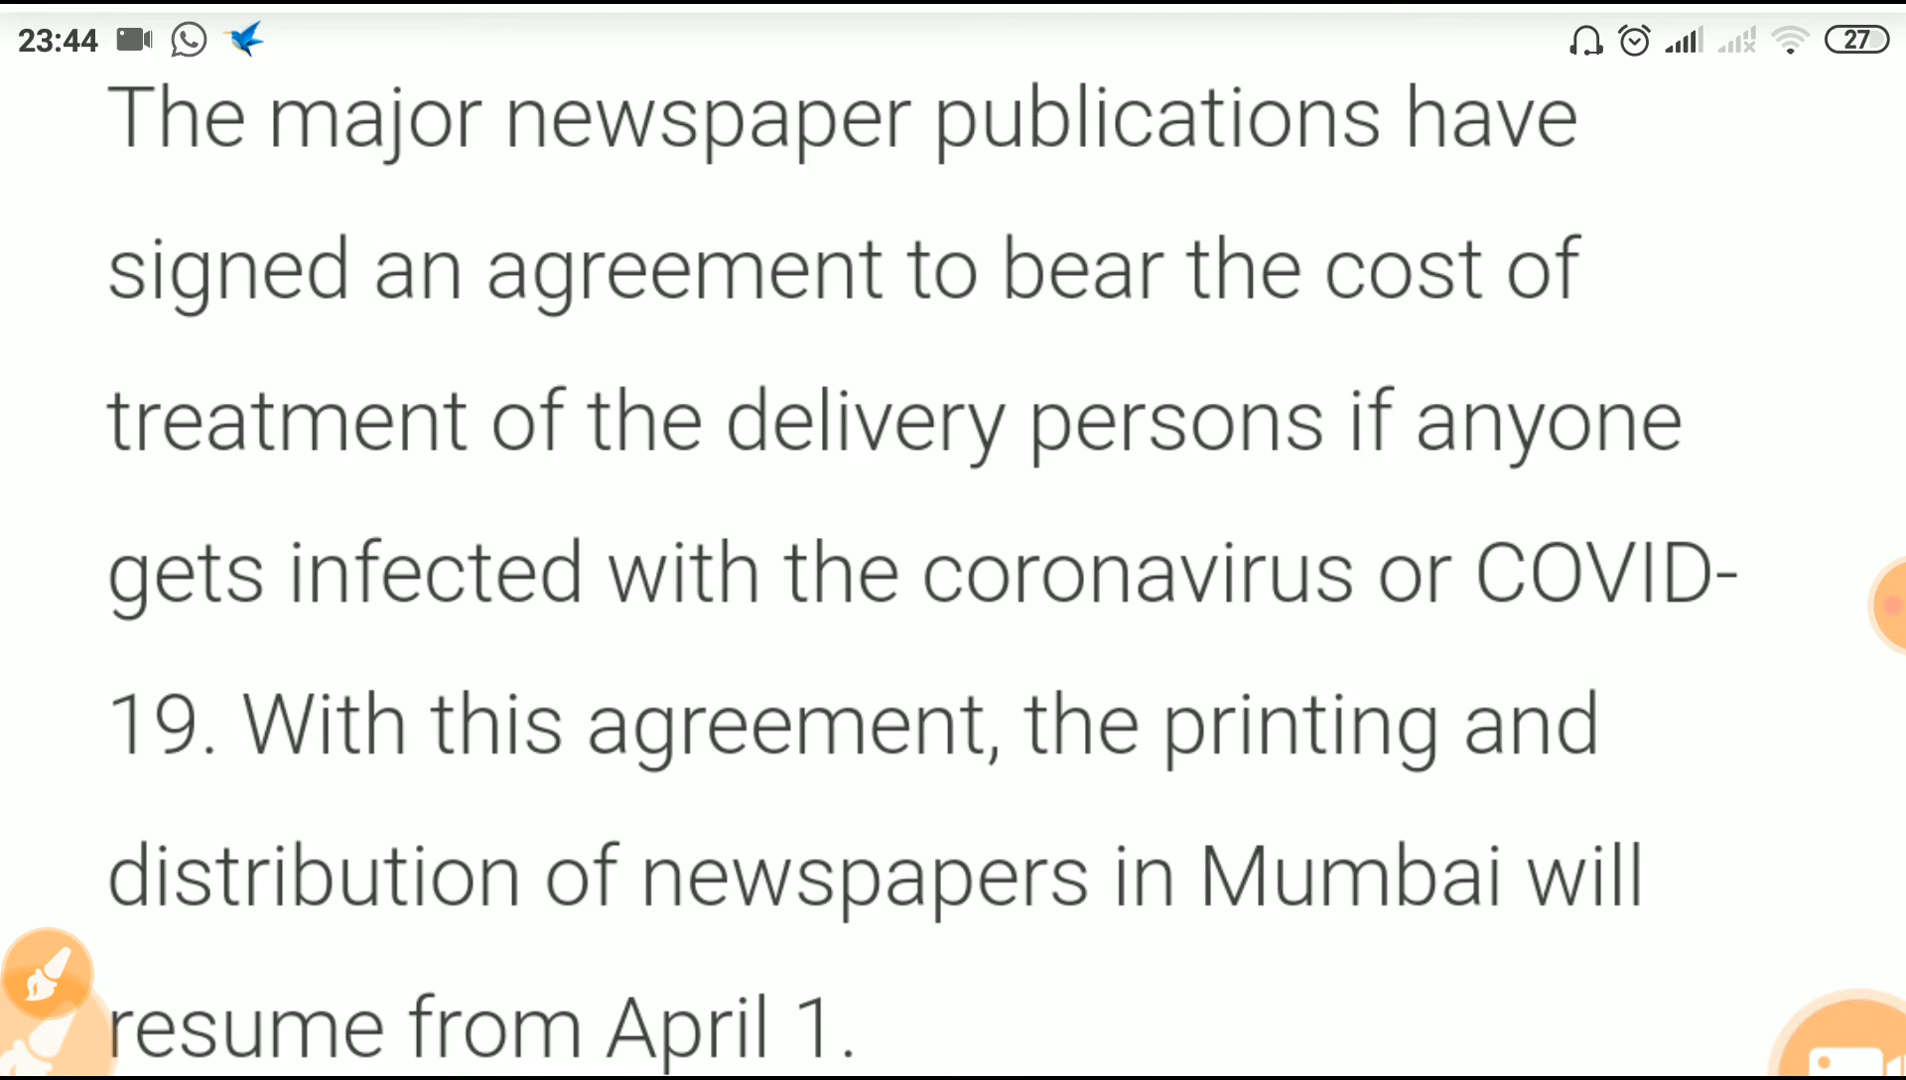 23:44 27
The major newspaper publications have
signed an agreement to bear the cost of
treatment of the delivery persons if anyone
gets infected with the coronavirus or COVID-
19. With this agreement, the printing and
distribution of newspapers in Mumbai will
resume from April 1.